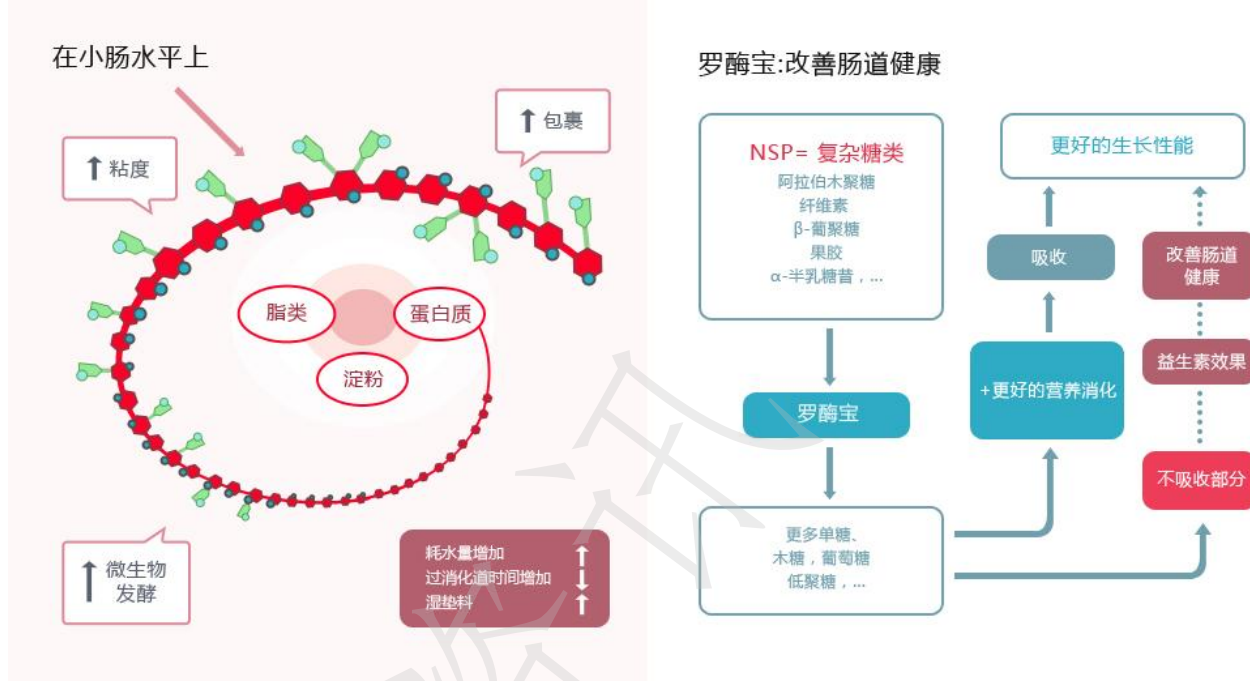 在小肠水平上
↑ 包裹
↑ 粘度
脂类
蛋白质
淀粉
↑ 微生物
发酵
耗水量增加 ↑
过消化道时间增加 ↓
湿垫料 ↑
罗酶宝:改善肠道健康
NSP= 复杂糖类
阿拉伯木聚糖
纤维素
β-葡聚糖
果胶
α-半乳糖昔，...
罗酶宝
更多单糖、
木糖，葡萄糖
低聚糖，...
更好的生长性能
吸收
+更好的营养消化
改善肠道
健康
益生素效果
不吸收部分